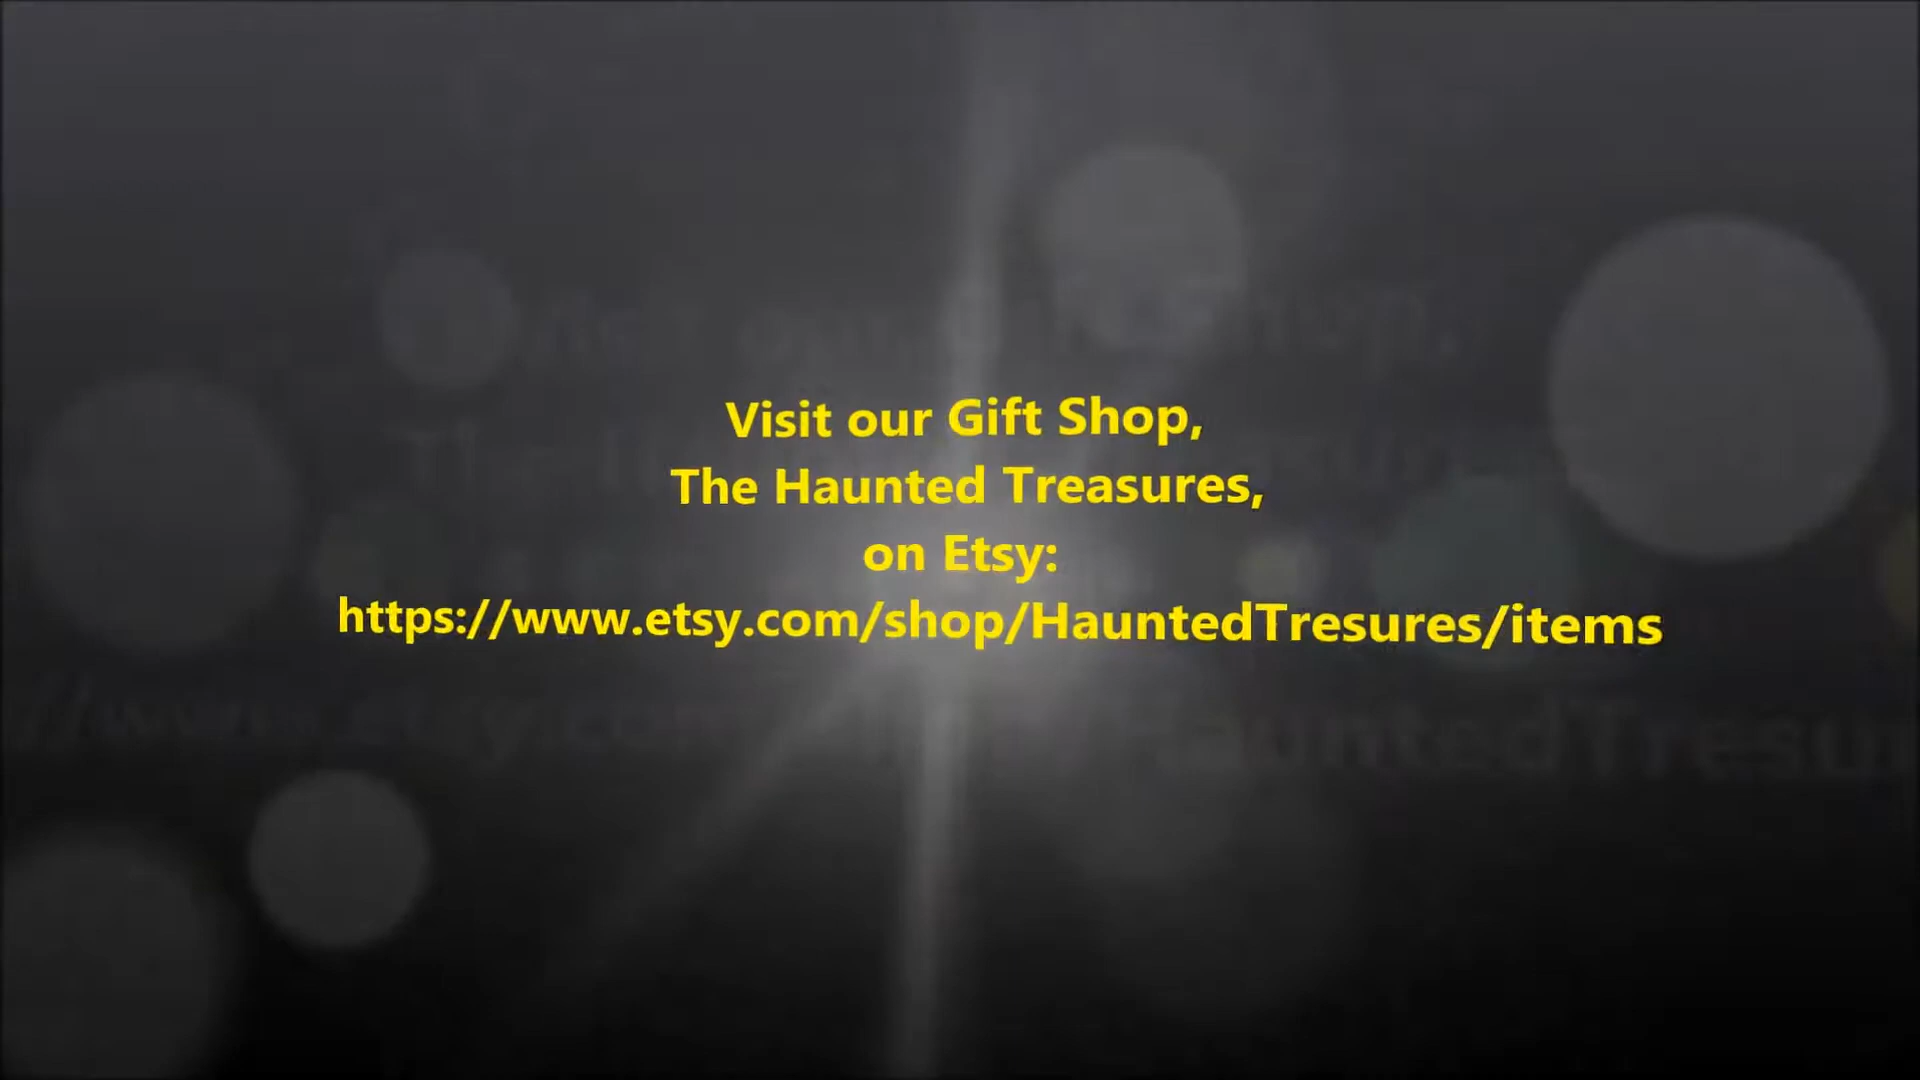 Visit our Gift Shop,
The Haunted Treasures,
on Etsy:
https://www.etsy.com/shop/HauntedTresures/items